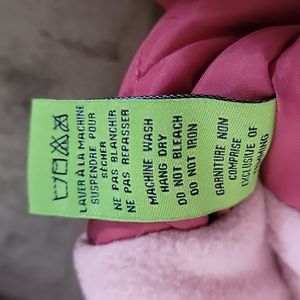 LAVER À LA MACHINE
SUSPENDRE POUR
SÉCHER
NE PAS BLANCHIR
NE PAS REPASSER
MACHINE WASH
HANG DRY
DO NOT BLEACH
DO NOT IRON
GARNITURE NON
COMPRISE
EXCLUSIVE OF